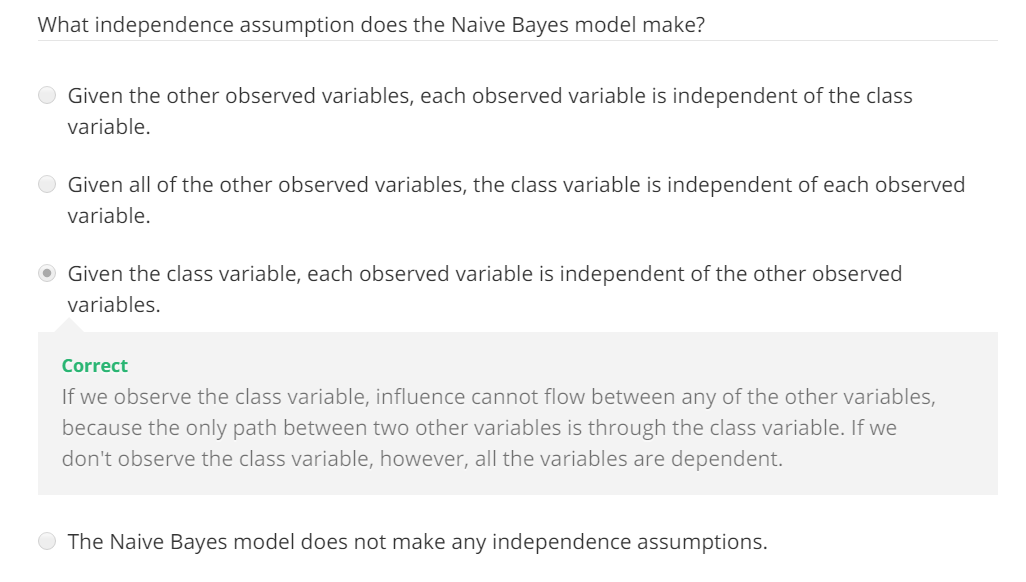 What independence assumption does the Naive Bayes model make?
Given the other observed variables, each observed variable is independent of the class
variable.
Given all of the other observed variables, the class variable is independent of each observed
variable.
Given the class variable, each observed variable is independent of the other observed
variables.
Correct
If we observe the class variable, influence cannot flow between any of the other variables,
because the only path between two other variables is through the class variable. If we
don't observe the class variable, however, all the variables are dependent.
The Naive Bayes model does not make any independence assumptions.